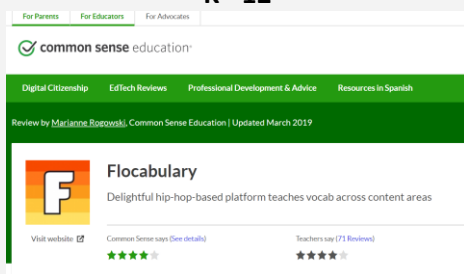 K - 12
For Parents For Educators For Advocates
common sense education
Digital Citizenship EdTech Reviews Professional Development & Advice Resources in Spanish
Review by Marianne Rogowski, Common Sense Education | Updated March 2019
F
Flocabulary
Delightful hip-hop-based platform teaches vocab across content areas
Visit website Common Sense says (See details) Teachers say (71 Reviews)